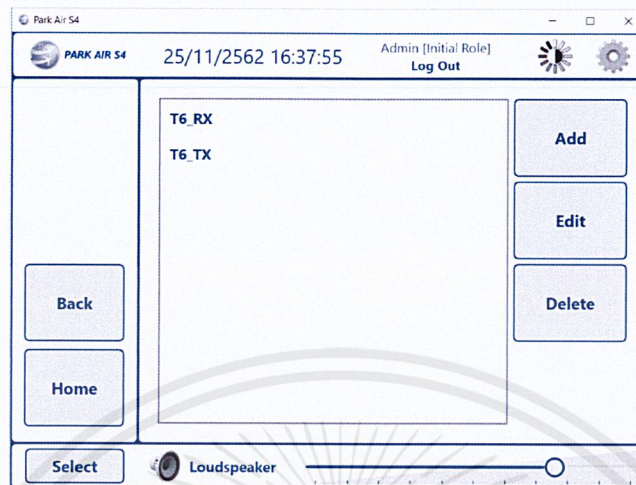 Park Air S4
PARK AIR S4
25/11/2562 16:37:55
Admin [Initial Role]
Log Out
T6_RX
T6_TX
Add
Edit
Delete
Back
Home
Select
Loudspeaker